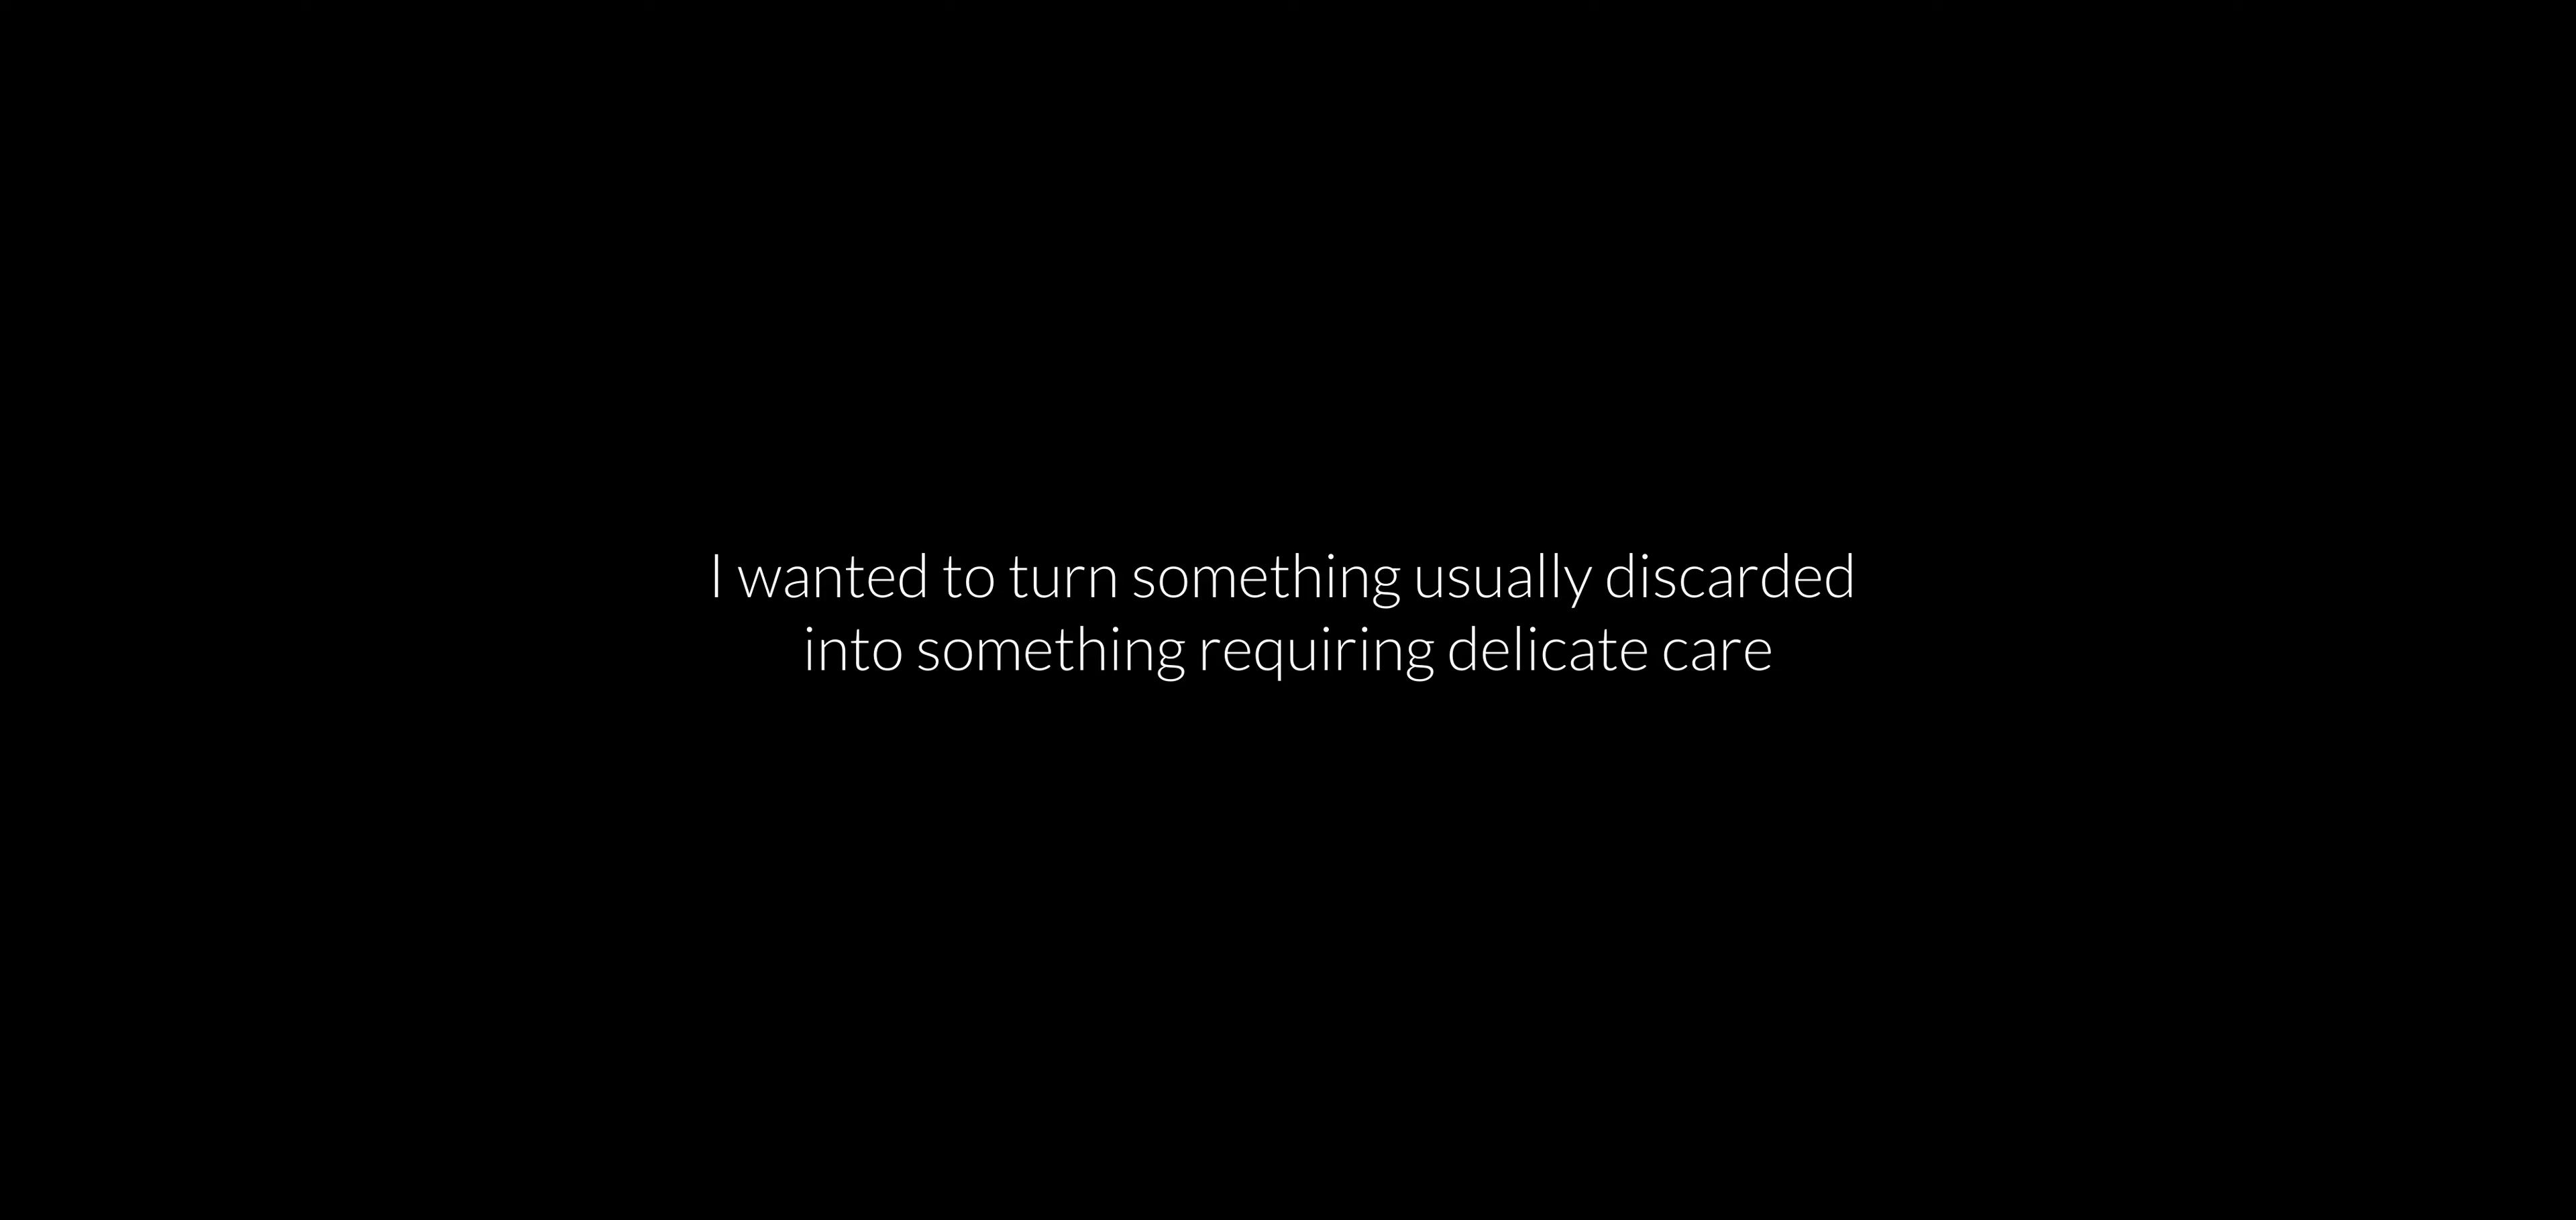 I wanted to turn something usually discarded
into something requiring delicate care